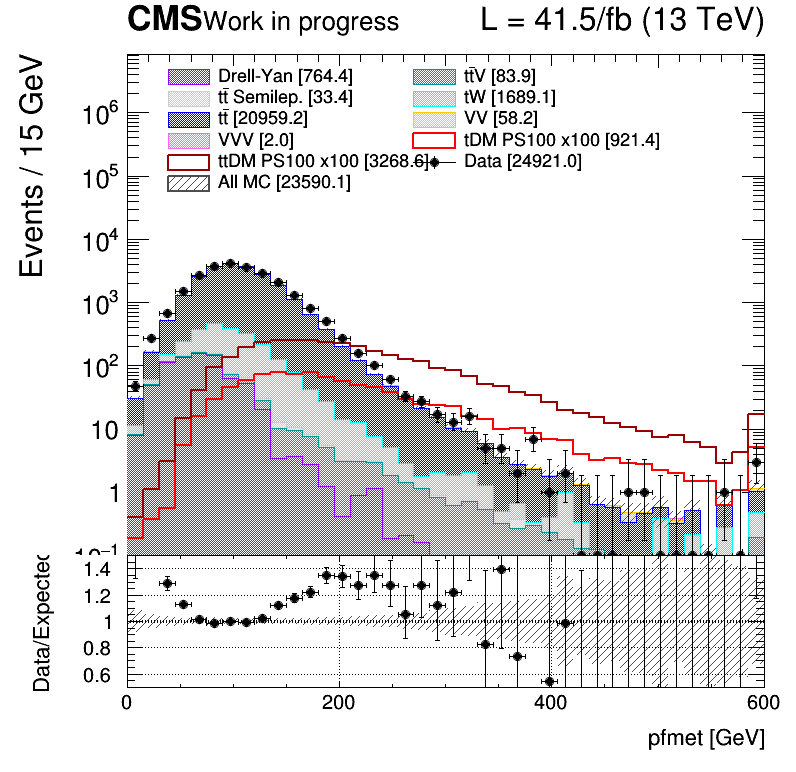 CMS Work in progress L = 41.5/fb (13 TeV)
Drell-Yan [764.4] tt̄V [83.9]
tt̄ Semilep. [33.4] tW [1689.1]
tt̄ [20959.2] VV [58.2]
VVV [2.0] tDM PS100 x100 [921.4]
ttDM PS100 x100 [3268.6] Data [24921.0]
All MC [23590.1]
Events / 15 GeV
10⁶
10⁵
10⁴
10³
10²
10
1
10⁻¹
Data/Expected
1.4
1.2
1
0.8
0.6
0 200 400 600
pfmet [GeV]